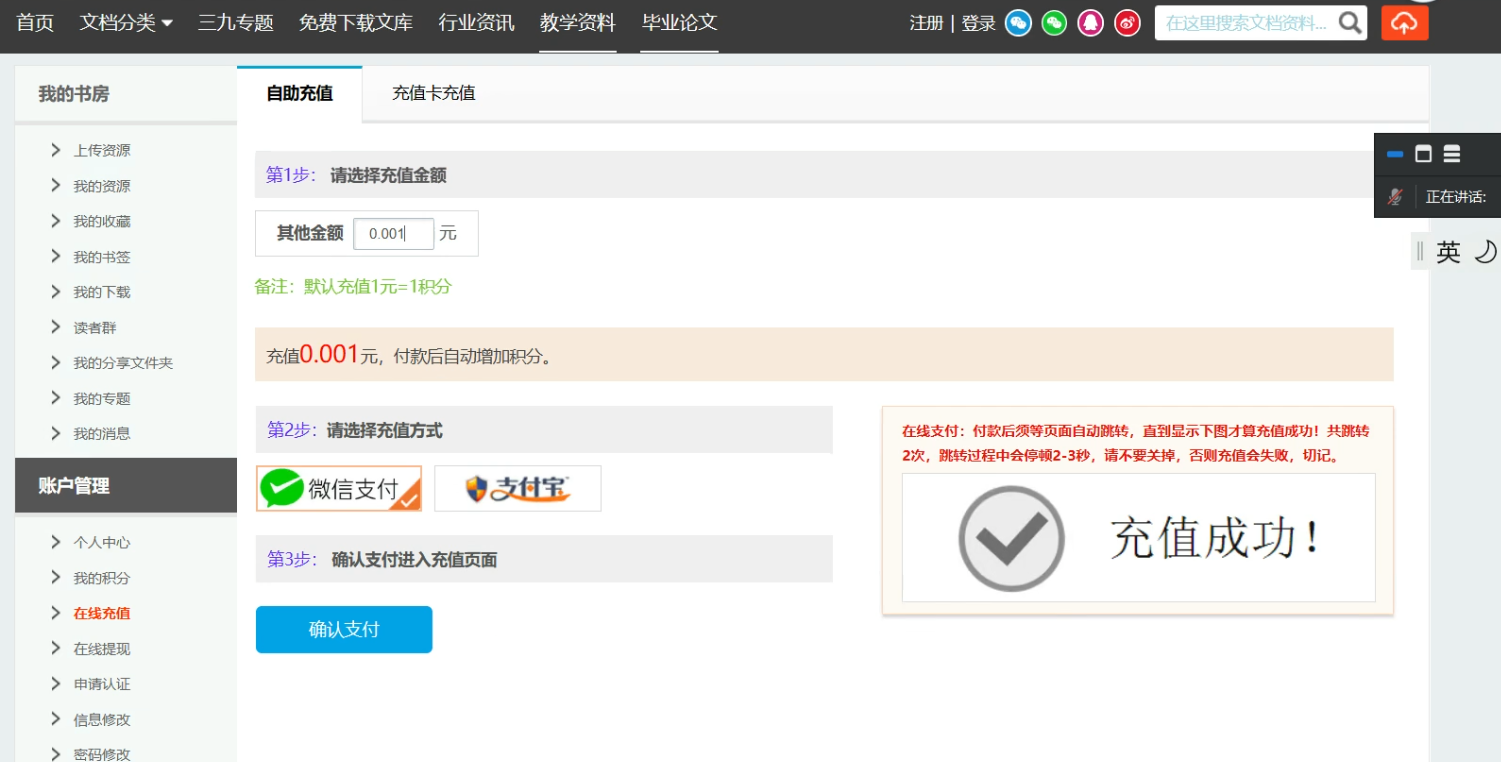 首页 文档分类 三九专题 免费下载文库 行业资讯 教学资料 毕业论文 注册 | 登录 在这里搜索文档资料...
我的书房
自助充值 充值卡充值
上传资源
我的资源
我的收藏
我的书签
我的下载
读者群
我的分享文件夹
我的专题
我的消息
账户管理
个人中心
我的积分
在线充值
在线提现
申请认证
信息修改
密码修改
第1步： 请选择充值金额
其他金额 0.001 元
备注：默认充值1元=1积分
充值0.001元，付款后自动增加积分。
第2步：请选择充值方式
微信支付 支付宝
第3步： 确认支付进入充值页面
确认支付
在线支付：付款后须等页面自动跳转，直到显示下图才算充值成功！共跳转
2次，跳转过程中会停顿2-3秒，请不要关掉，否则充值会失败，切记。
充值成功！
正在讲话:
英